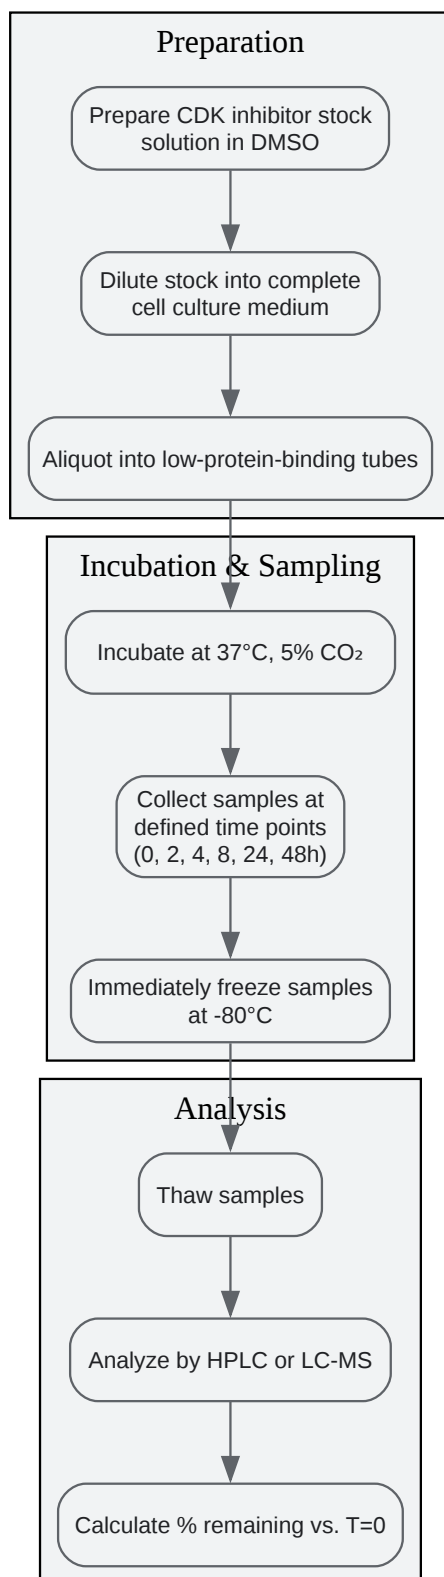 Preparation
Prepare CDK inhibitor stock
solution in DMSO
Dilute stock into complete
cell culture medium
Aliquot into low-protein-binding tubes
Incubation & Sampling
Incubate at 37°C, 5% CO₂
Collect samples at
defined time points
(0, 2, 4, 8, 24, 48h)
Immediately freeze samples
at -80°C
Analysis
Thaw samples
Analyze by HPLC or LC-MS
Calculate % remaining vs. T=0